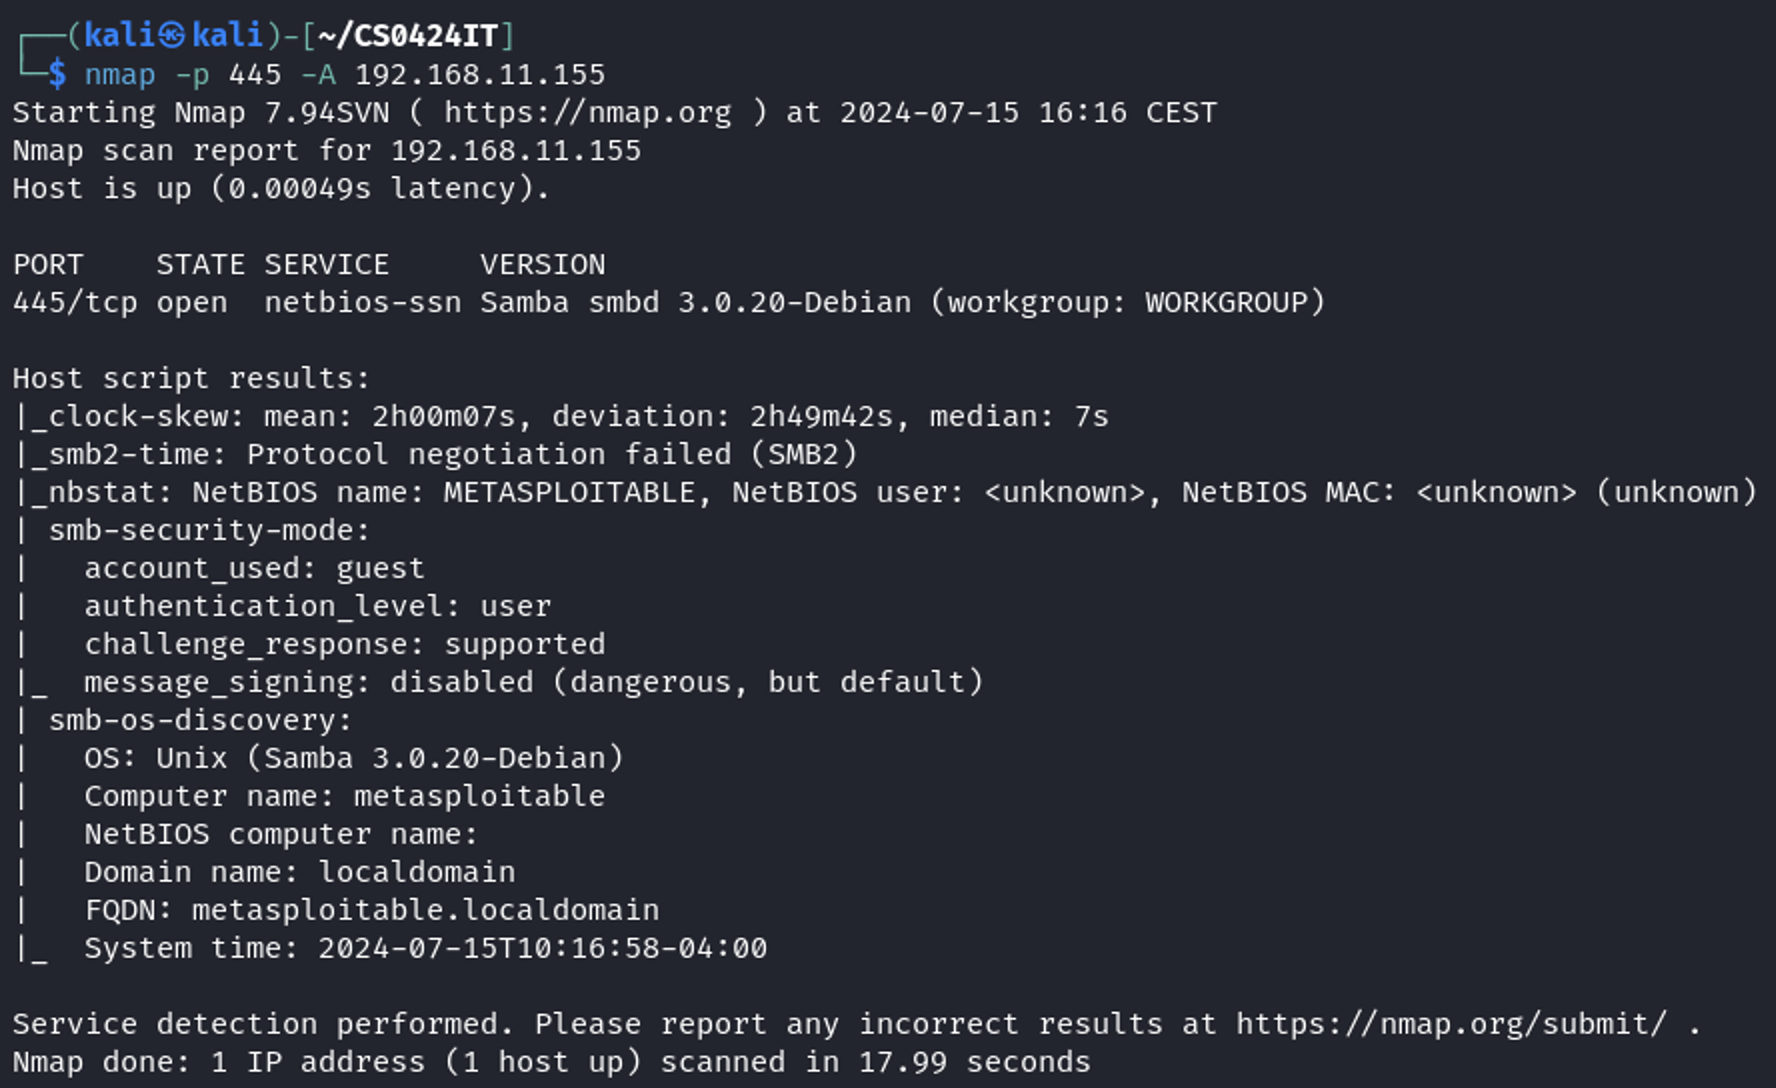 ┌──(kali㉿kali)-[~/CS0424IT]
└─$ nmap -p 445 -A 192.168.11.155
Starting Nmap 7.94SVN ( https://nmap.org ) at 2024-07-15 16:16 CEST
Nmap scan report for 192.168.11.155
Host is up (0.00049s latency).

PORT    STATE SERVICE     VERSION
445/tcp open  netbios-ssn Samba smbd 3.0.20-Debian (workgroup: WORKGROUP)

Host script results:
|_clock-skew: mean: 2h00m07s, deviation: 2h49m42s, median: 7s
|_smb2-time: Protocol negotiation failed (SMB2)
|_nbstat: NetBIOS name: METASPLOITABLE, NetBIOS user: <unknown>, NetBIOS MAC: <unknown> (unknown)
| smb-security-mode:
|   account_used: guest
|   authentication_level: user
|   challenge_response: supported
|_  message_signing: disabled (dangerous, but default)
| smb-os-discovery:
|   OS: Unix (Samba 3.0.20-Debian)
|   Computer name: metasploitable
|   NetBIOS computer name:
|   Domain name: localdomain
|   FQDN: metasploitable.localdomain
|_  System time: 2024-07-15T10:16:58-04:00

Service detection performed. Please report any incorrect results at https://nmap.org/submit/ .
Nmap done: 1 IP address (1 host up) scanned in 17.99 seconds